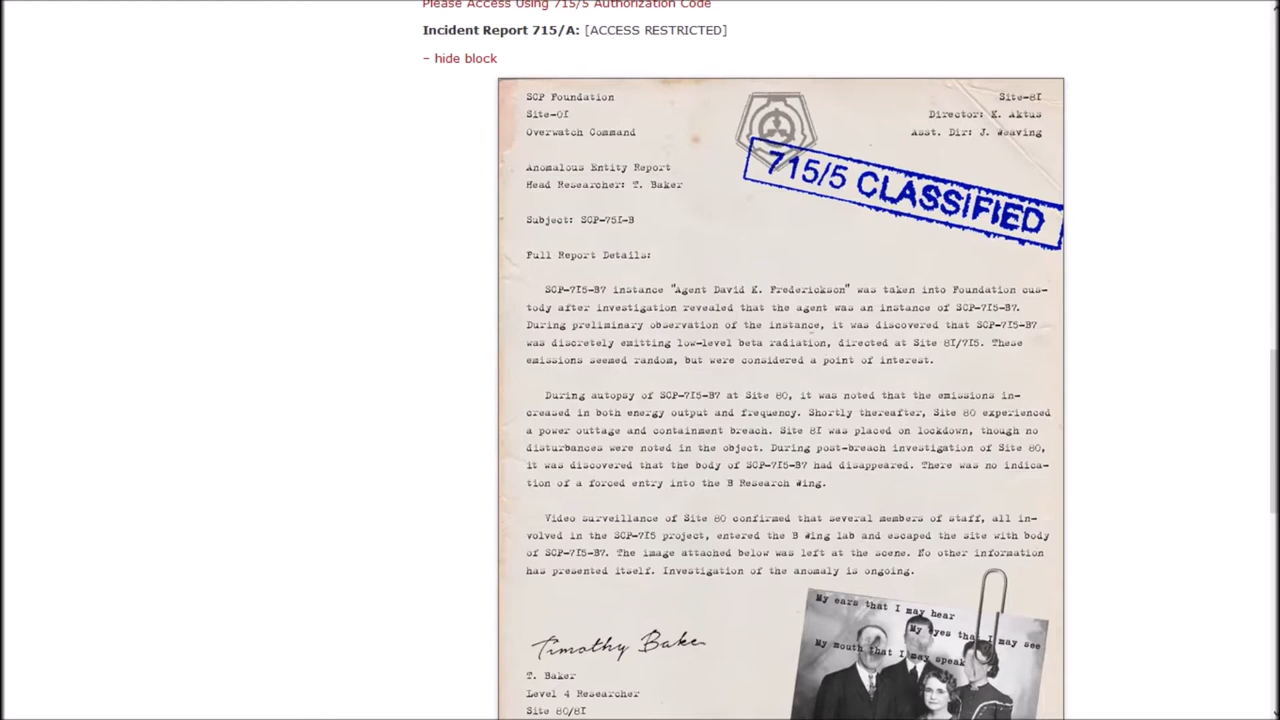 Please Access Using 715/5 Authorization Code
Incident Report 715/A: [ACCESS RESTRICTED]
– hide block
SCP Foundation
Site-81
Site-01
Director: K. Aktus
Overwatch Command
Asst. Dir: J. Weaving
715/5 CLASSIFIED
Anomalous Entity Report
Head Researcher: T. Baker
Subject: SCP-751-B
Full Report Details:
SCP-715-B7 instance "Agent David K. Frederickson" was taken into Foundation cus-
tody after investigation revealed that the agent was an instance of SCP-715-B7.
During preliminary observation of the instance, it was discovered that SCP-715-B7
was discretely emitting low-level beta radiation, directed at Site 81/715. These
emissions seemed random, but were considered a point of interest.
During autopsy of SCP-715-B7 at Site 80, it was noted that the emissions in-
creased in both energy output and frequency. Shortly thereafter, Site 80 experienced
a power outtage and containment breach. Site 81 was placed on lockdown, though no
disturbances were noted in the object. During post-breach investigation of Site 80,
it was discovered that the body of SCP-715-B7 had disappeared. There was no indica-
tion of a forced entry into the B Research Wing.
Video surveillance of Site 80 confirmed that several members of staff, all in-
volved in the SCP-715 project, entered the B Wing lab and escaped the site with body
of SCP-715-B7. The image attached below was left at the scene. No other information
has presented itself. Investigation of the anomaly is ongoing.
My ears that I may hear
My eyes that I may see
My mouth that I may speak
Timothy Baker
T. Baker
Level 4 Researcher
Site 80/81